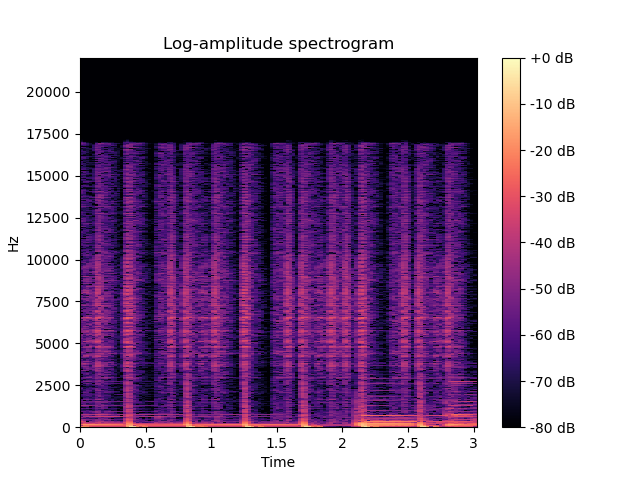 Log-amplitude spectrogram
20000
17500
15000
12500
10000
7500
5000
2500
0
Hz
0 0.5 1 1.5 2 2.5 3
Time
+0 dB
-10 dB
-20 dB
-30 dB
-40 dB
-50 dB
-60 dB
-70 dB
-80 dB